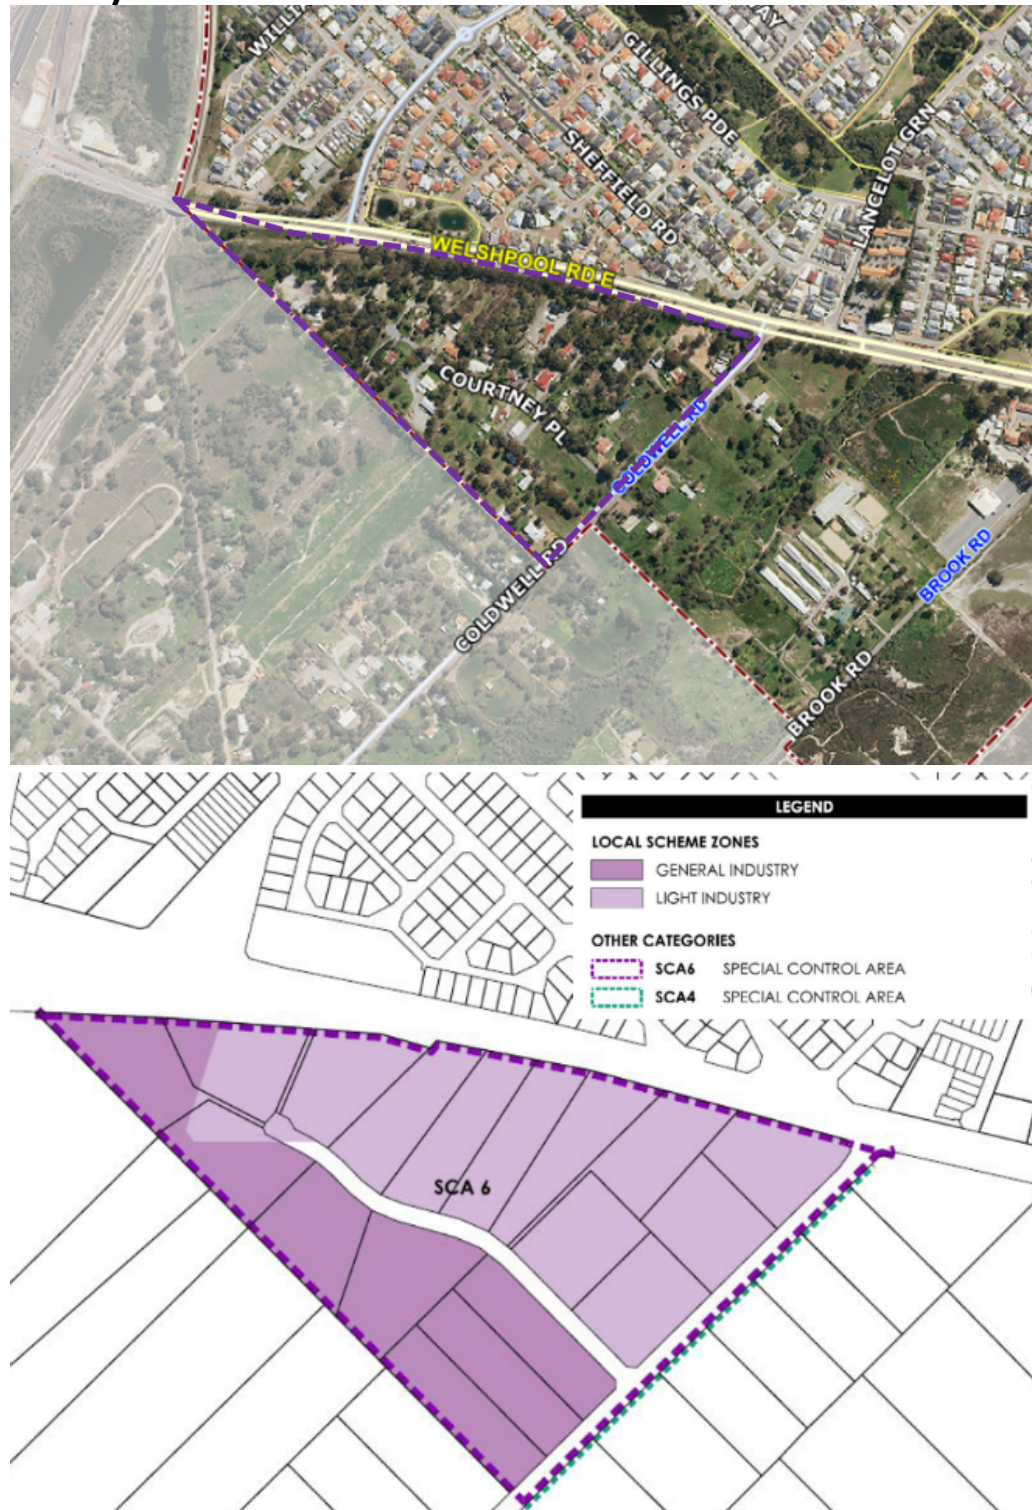 WILLI
WAY
GILLINGS PDE
SHEFFIELD RD
LANCELOT GRN
WELSHPOOL RD E
COURTNEY PL
COLDWELL RD
COLDWELL RD
BROOK RD
BROOK RD
LEGEND
LOCAL SCHEME ZONES
GENERAL INDUSTRY
LIGHT INDUSTRY
OTHER CATEGORIES
SCA6 SPECIAL CONTROL AREA
SCA4 SPECIAL CONTROL AREA
SCA 6